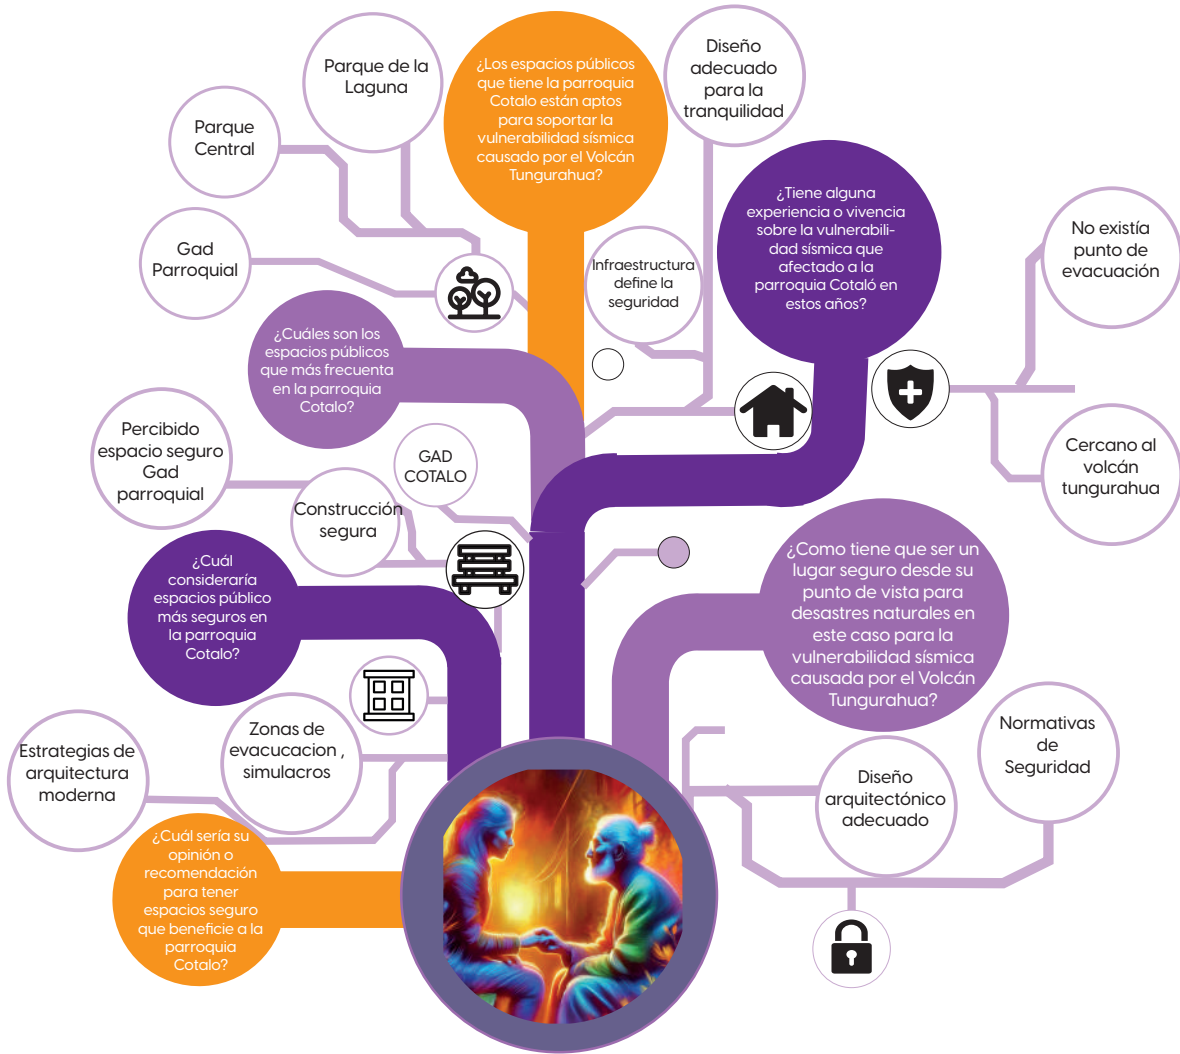 Parque de la
Laguna
Parque
Central
Gad
Parroquial
¿Los espacios públicos
que tiene la parroquia
Cotalo están aptos
para soportar la
vulnerabilidad sísmica
causado por el Volcán
Tungurahua?
Diseño
adecuado
para la
tranquilidad
¿Tiene alguna
experiencia o vivencia
sobre la vulnerabili-
dad sísmica que
afectado a la
parroquia Cotaló en
estos años?
No existía
punto de
evacuación
Infraestructura
define la
seguridad
¿Cuáles son los
espacios públicos
que más frecuenta
en la parroquia
Cotalo?
Cercano al
volcán
tungurahua
Percibido
espacio seguro
Gad
parroquial
GAD
COTALO
Construcción
segura
¿Cuál
consideraría
espacios público
más seguros en
la parroquia
Cotalo?
¿Como tiene que ser un
lugar seguro desde su
punto de vista para
desastres naturales en
este caso para la
vulnerabilidad sísmica
causada por el Volcán
Tungurahua?
Estrategias de
arquitectura
moderna
Zonas de
evacucacion ,
simulacros
Normativas
de
Seguridad
Diseño
arquitectónico
adecuado
¿Cuál sería su
opinión o
recomendación
para tener
espacios seguro
que beneficie a la
parroquia
Cotalo?